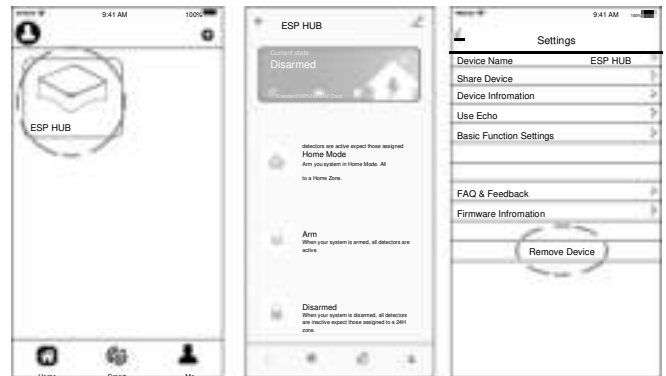 9:41 AM 100%
ESP HUB
Home Smart Me
ESP HUB
Current state
Disarmed
detectors are active expect those assigned
Home Mode
Arm you system in Home Mode. All
to a Home Zone.
Arm
When your system is armed, all detectors are
active
Disarmed
When your system is disarmed, all detectors
are inactive expect those assigned to a 24H
zone.
9:41 AM 100%
Settings
Device Name ESP HUB
Share Device
Device Infromation
Use Echo
Basic Function Settings
FAQ & Feedback
Firmware Infromation
Remove Device